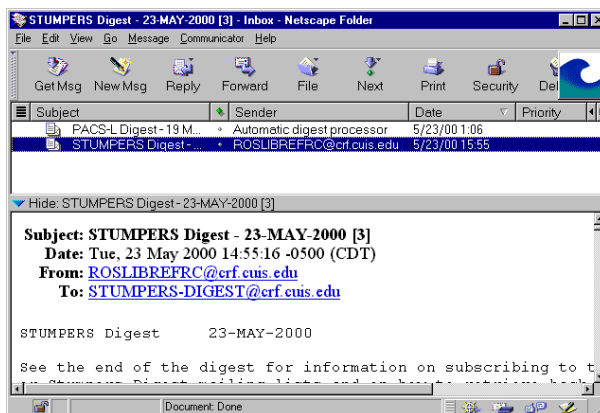 STUMPERS Digest - 23-MAY-2000 [3] - Inbox - Netscape Folder
File Edit View Go Message Communicator Help
Get Msg New Msg Reply Forward File Next Print Security Del
Subject Sender Date Priority
PACS-L Digest - 19 M... Automatic digest processor 5/23/00 1:06
STUMPERS Digest - ... ROSLIBREFRC@crf.cuis.edu 5/23/00 15:55
Hide: STUMPERS Digest - 23-MAY-2000 [3]
Subject: STUMPERS Digest - 23-MAY-2000 [3]
Date: Tue, 23 May 2000 14:55:16 -0500 (CDT)
From: ROSLIBREFRC@crf.cuis.edu
To: STUMPERS-DIGEST@crf.cuis.edu
STUMPERS Digest 23-MAY-2000
See the end of the digest for information on subscribing to t
Document: Done